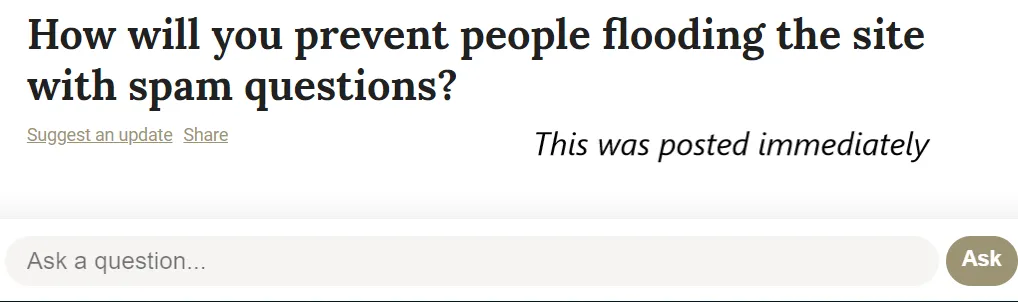 How will you prevent people flooding the site
with spam questions?
Suggest an update Share
This was posted immediately
Ask a question...
Ask